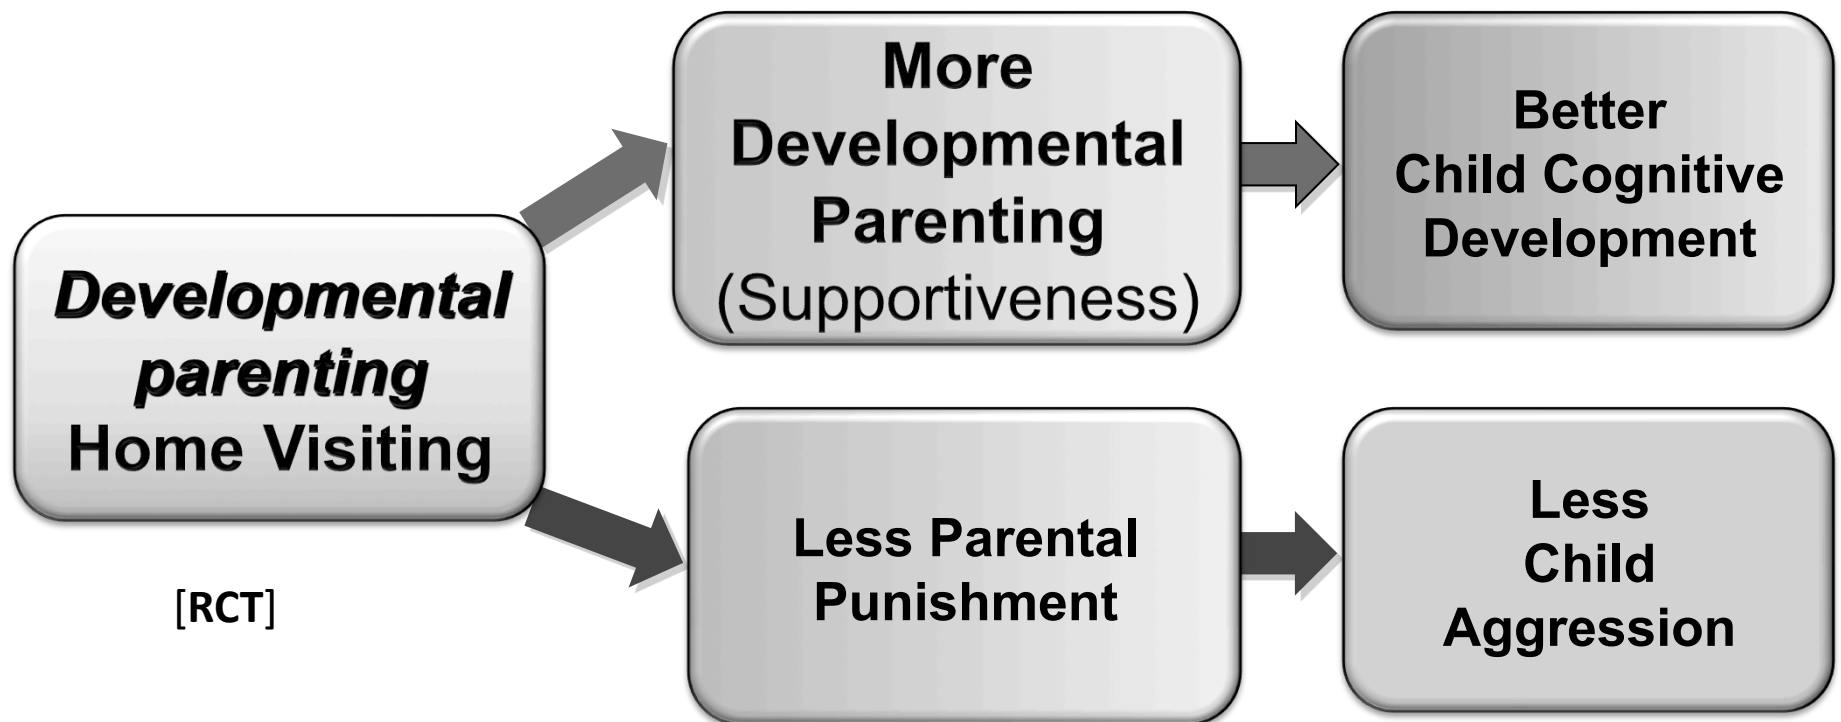 Developmental
parenting
Home Visiting
[RCT]
More
Developmental
Parenting
(Supportiveness)
Better
Child Cognitive
Development
Less Parental
Punishment
Less
Child
Aggression